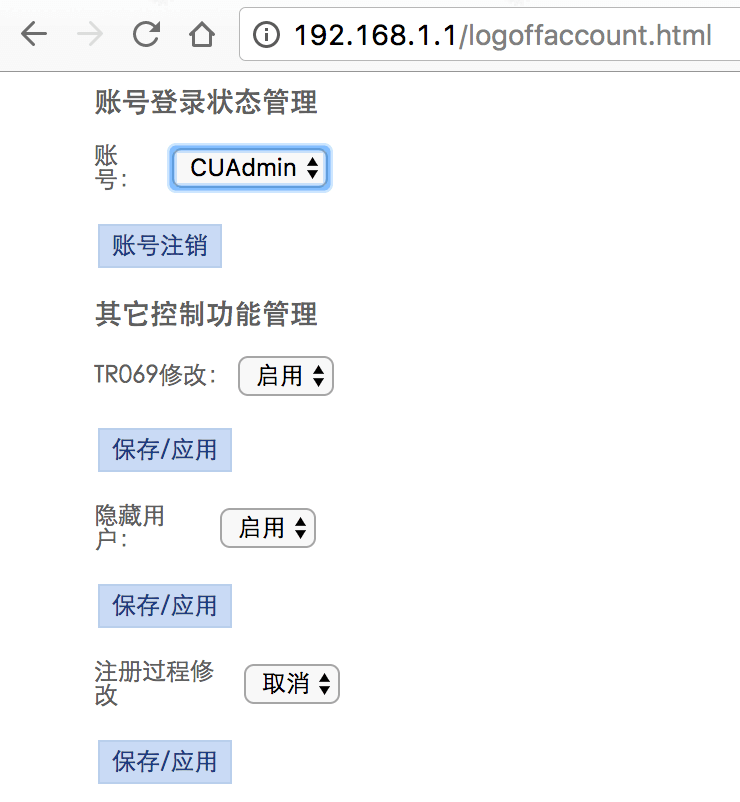 192.168.1.1/logoffaccount.html
账号登录状态管理
账
号： CUAdmin
账号注销
其它控制功能管理
TR069修改： 启用
保存/应用
隐藏用
户： 启用
保存/应用
注册过程修
改 取消
保存/应用